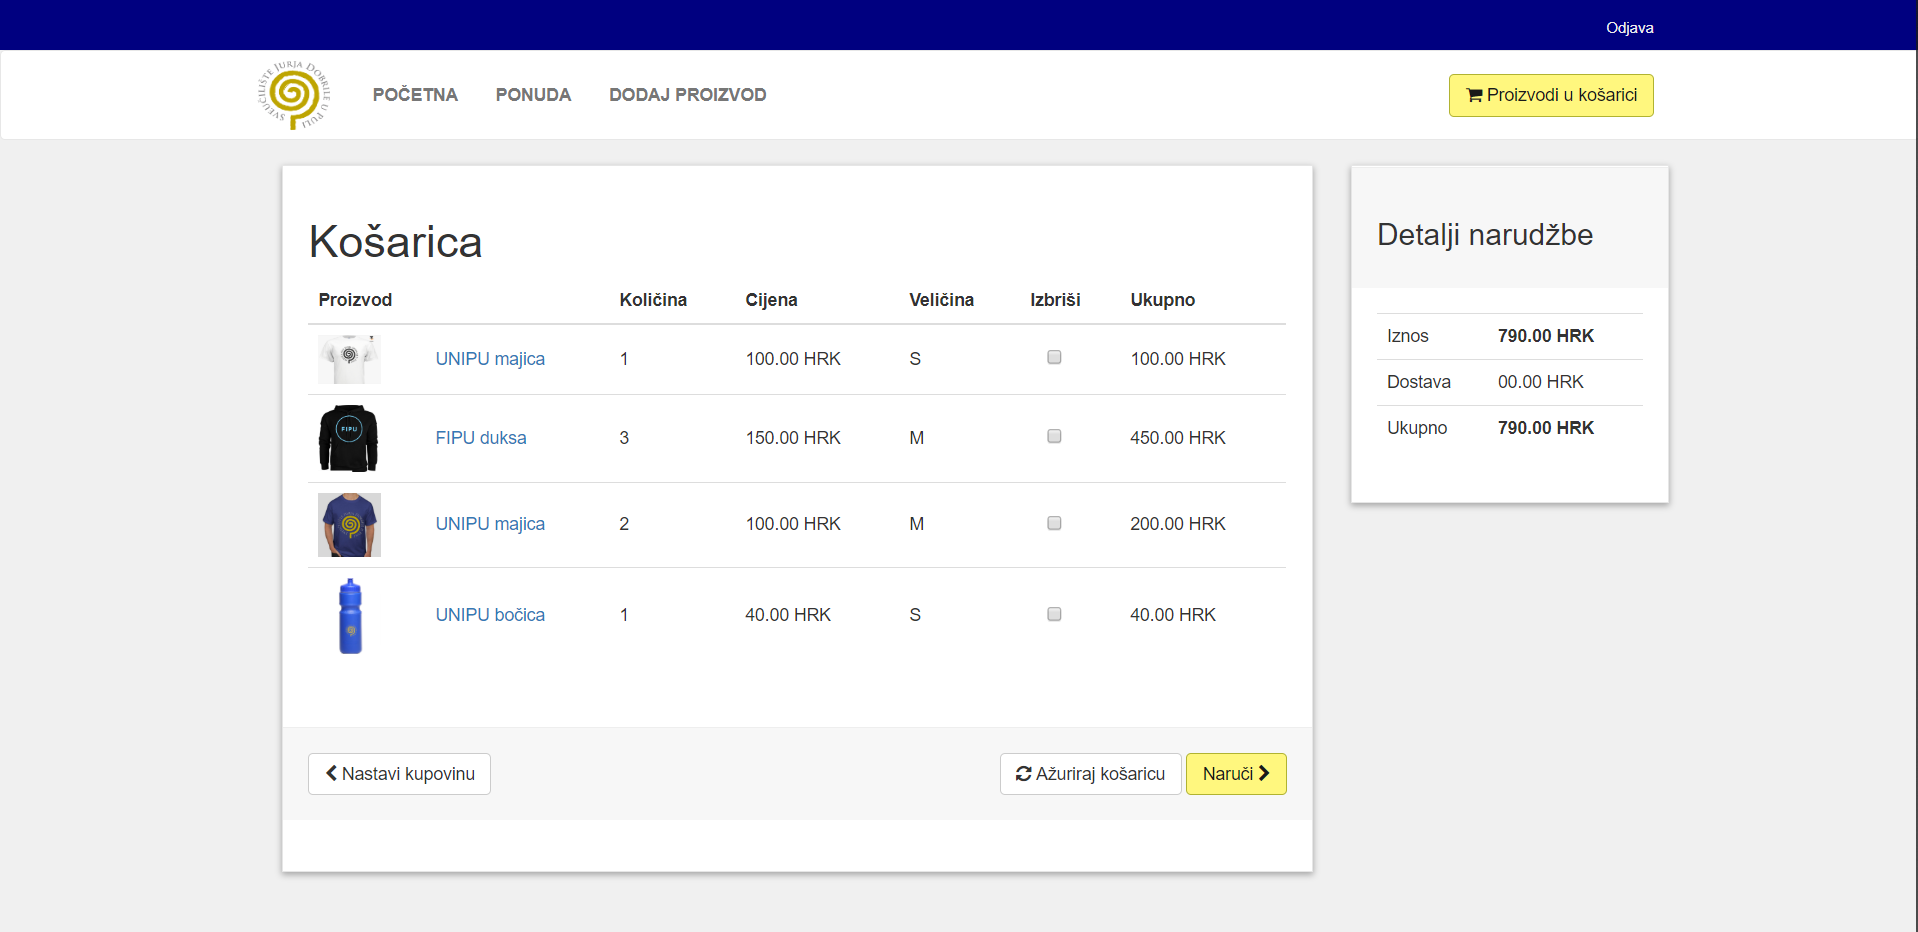 Odjava
SVEUČILIŠTE JURJA DOBRILE U PULI
POČETNA PONUDA DODAJ PROIZVOD Proizvodi u košarici
Košarica
Proizvod Količina Cijena Veličina Izbriši Ukupno
UNIPU majica 1 100.00 HRK S 100.00 HRK
FIPU
FIPU duksa 3 150.00 HRK M 450.00 HRK
UNIPU majica 2 100.00 HRK M 200.00 HRK
UNIPU bočica 1 40.00 HRK S 40.00 HRK
Nastavi kupovinu Ažuriraj košaricu Naruči
Detalji narudžbe
Iznos 790.00 HRK
Dostava 00.00 HRK
Ukupno 790.00 HRK